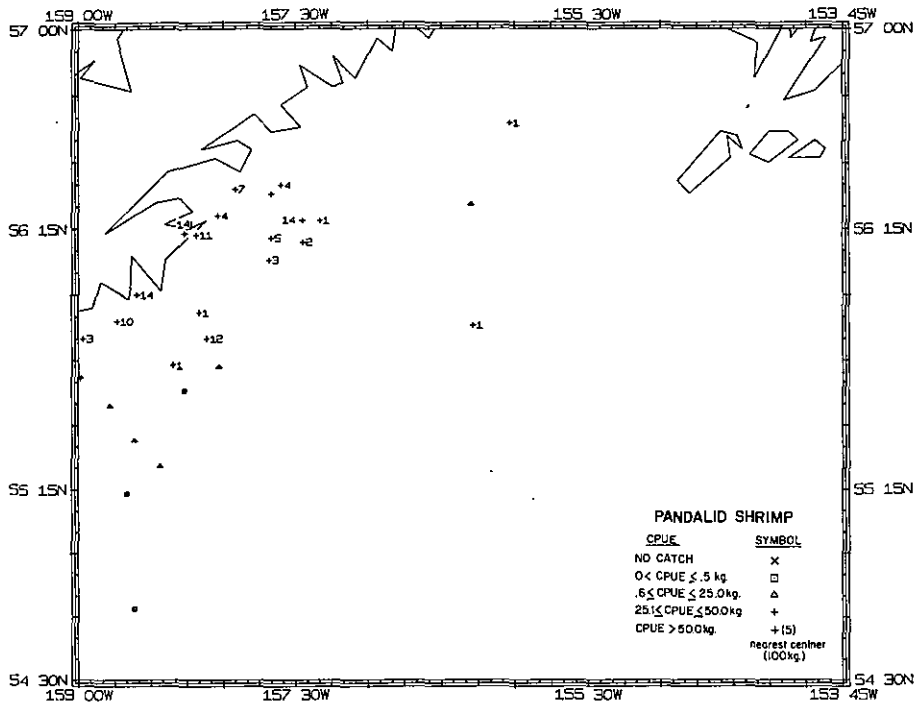 159 00W 157 30W 155 30W 153 45W
57 00N 57 00N
+1
+7 +4
+4 14+ +1
56 15N 14 56 15N
+11 +5 +2
+3
+14
+10 +1 +1
+3 +12
+1
55 15N 55 15N
PANDALID SHRIMP
CPUE SYMBOL
NO CATCH ×
0< CPUE ≤ .5 kg. □
.6≤ CPUE ≤ 25.0kg. △
25.1≤ CPUE ≤50.0kg +
CPUE >50.0kg. +(5)
nearest centner
(100kg.)
54 30N 54 30N
159 00W 157 30W 155 30W 153 45W